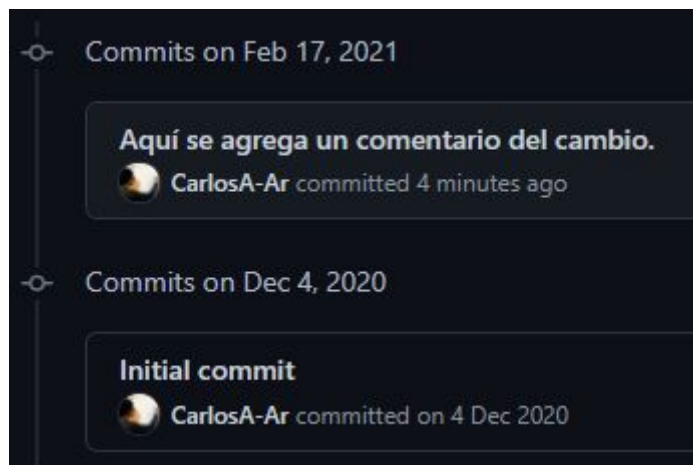 Commits on Feb 17, 2021
Aquí se agrega un comentario del cambio.
CarlosA-Ar committed 4 minutes ago
Commits on Dec 4, 2020
Initial commit
CarlosA-Ar committed on 4 Dec 2020